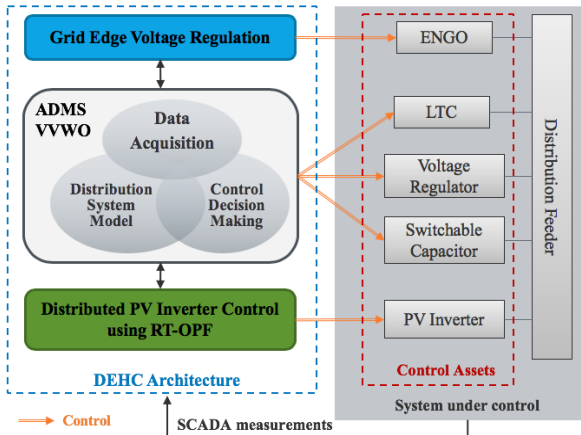 Grid Edge Voltage Regulation
ADMS
VVWO
Data
Acquisition
Distribution
System
Model
Control
Decision
Making
Distributed PV Inverter Control
using RT-OPF
DEHC Architecture
ENGO
LTC
Voltage
Regulator
Switchable
Capacitor
PV Inverter
Control Assets
Distribution Feeder
System under control
Control
SCADA measurements